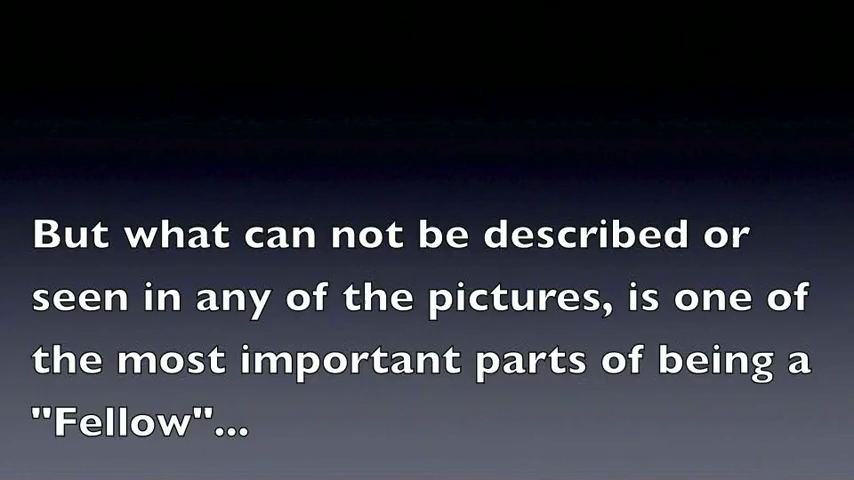 But what can not be described or
seen in any of the pictures, is one of
the most important parts of being a
"Fellow"...